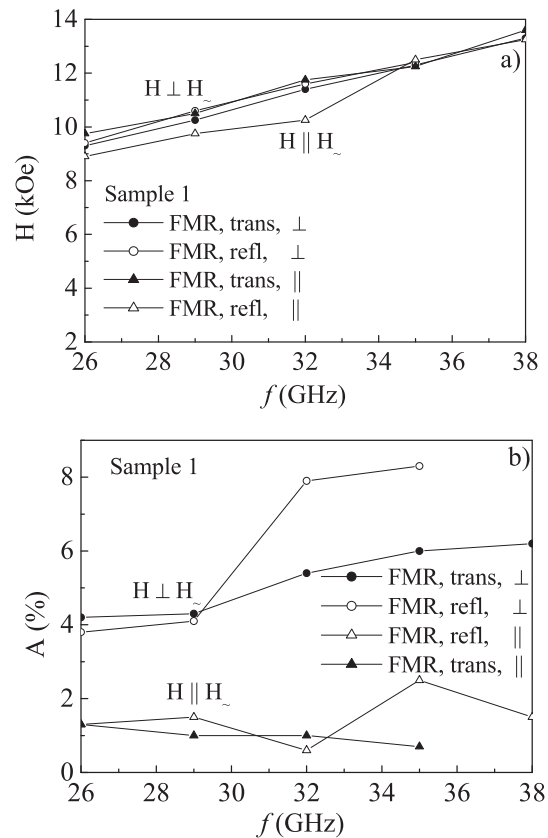 14
a)
12
H ⊥ H~
10
H || H~
8
Sample 1
FMR, trans, ⊥
6
FMR, refl, ⊥
4
FMR, trans, ||
FMR, refl, ||
2
H (kOe)
26 28 30 32 34 36 38
f (GHz)
b)
Sample 1
8
6
H ⊥ H~
FMR, trans, ⊥
FMR, refl, ⊥
4
FMR, refl, ||
FMR, trans, ||
2
H || H~
0
A (%)
26 28 30 32 34 36 38
f (GHz)